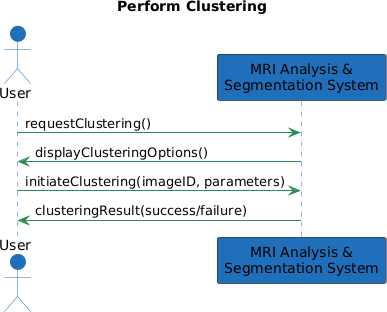 Perform Clustering
User
MRI Analysis &
Segmentation System
requestClustering()
displayClusteringOptions()
initiateClustering(imageID, parameters)
clusteringResult(success/failure)
User
MRI Analysis &
Segmentation System